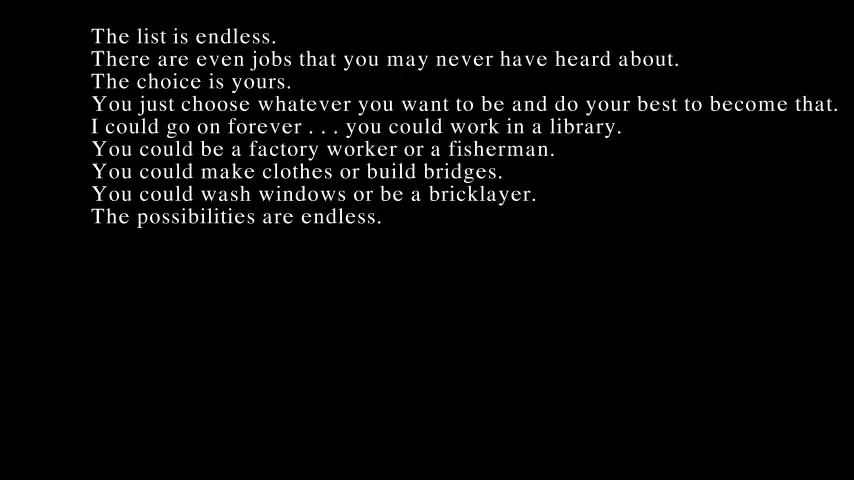 The list is endless.
There are even jobs that you may never have heard about.
The choice is yours.
You just choose whatever you want to be and do your best to become that.
I could go on forever . . . you could work in a library.
You could be a factory worker or a fisherman.
You could make clothes or build bridges.
You could wash windows or be a bricklayer.
The possibilities are endless.